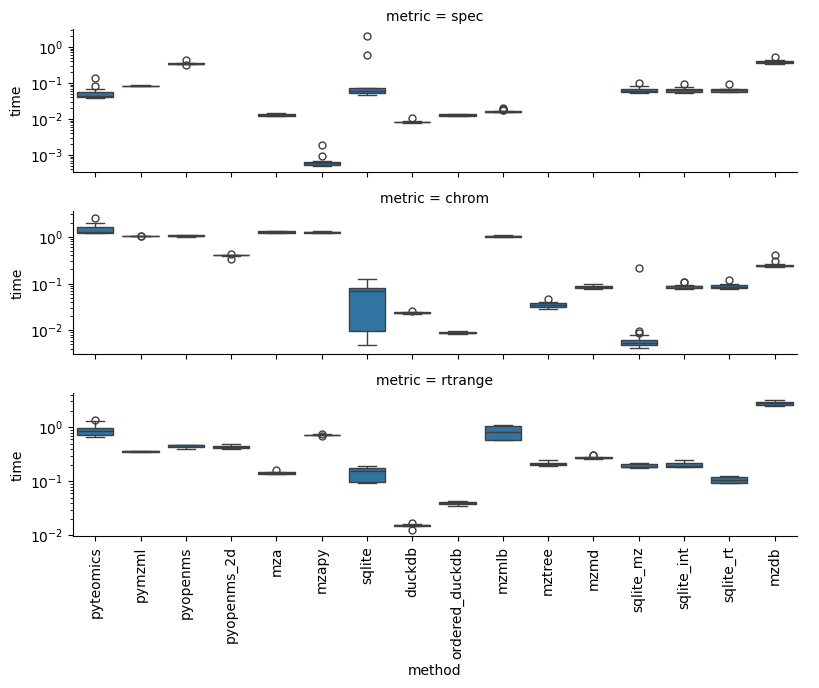 metric = spec
time
10⁰
10⁻¹
10⁻²
10⁻³
metric = chrom
time
10⁰
10⁻¹
10⁻²
metric = rtrange
time
10⁰
10⁻¹
10⁻²
pyteomics
pymzml
pyopenms
pyopenms_2d
mza
mzapy
sqlite
duckdb
ordered_duckdb
mzmlb
mztree
mzmd
sqlite_mz
sqlite_int
sqlite_rt
mzdb
method